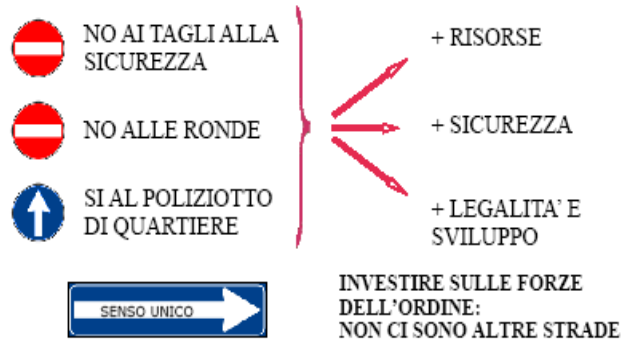 NO AI TAGLI ALLA
SICUREZZA
NO ALLE RONDE
SI AL POLIZIOTTO
DI QUARTIERE
+ RISORSE
+ SICUREZZA
+ LEGALITA' E
SVILUPPO
SENSO UNICO
INVESTIRE SULLE FORZE
DELL'ORDINE:
NON CI SONO ALTRE STRADE